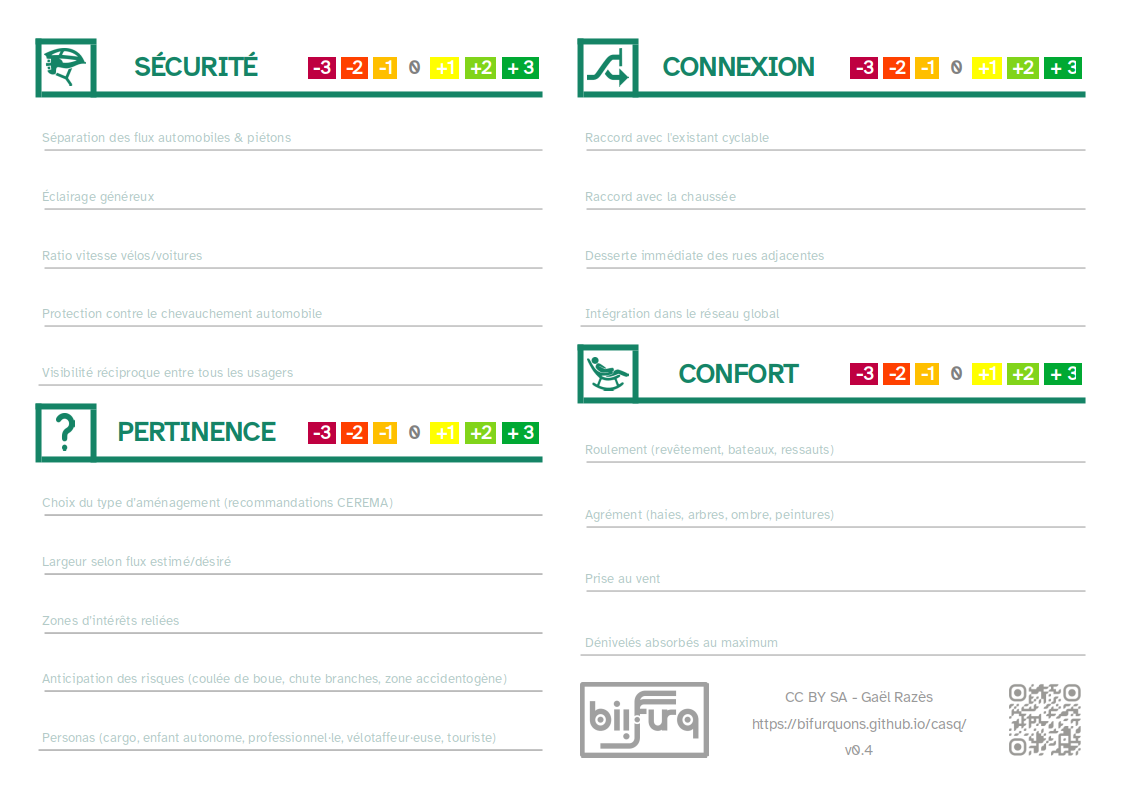 SÉCURITÉ -3 -2 -1 0 +1 +2 + 3
Séparation des flux automobiles & piétons
Éclairage généreux
Ratio vitesse vélos/voitures
Protection contre le chevauchement automobile
Visibilité réciproque entre tous les usagers
? PERTINENCE -3 -2 -1 0 +1 +2 + 3
Choix du type d'aménagement (recommandations CEREMA)
Largeur selon flux estimé/désiré
Zones d'intérêts reliées
Anticipation des risques (coulée de boue, chute branches, zone accidentogène)
Personas (cargo, enfant autonome, professionnel·le, vélotaffeur·euse, touriste)
CONNEXION -3 -2 -1 0 +1 +2 + 3
Raccord avec l'existant cyclable
Raccord avec la chaussée
Desserte immédiate des rues adjacentes
Intégration dans le réseau global
CONFORT -3 -2 -1 0 +1 +2 + 3
Roulement (revêtement, bateaux, ressauts)
Agrément (haies, arbres, ombre, peintures)
Prise au vent
Dénivelés absorbés au maximum
bifurq
CC BY SA - Gaël Razès
https://bifurquons.github.io/casq/
v0.4